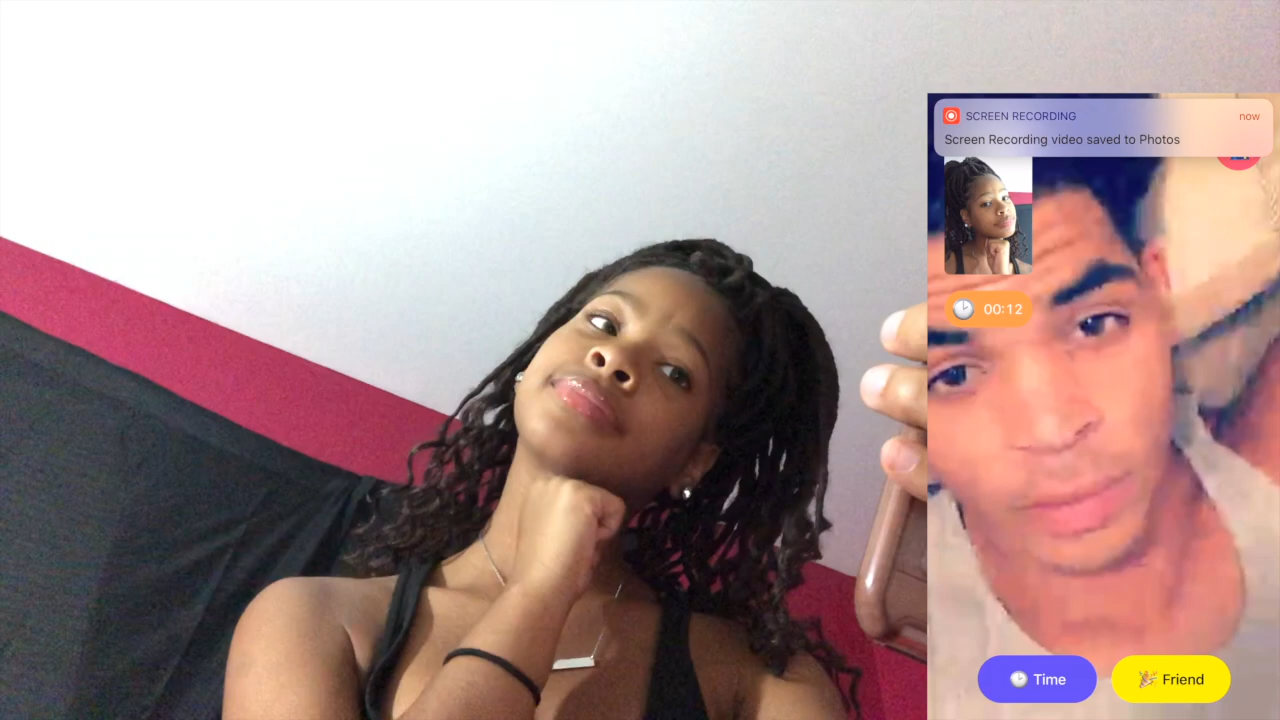 SCREEN RECORDING
now
Screen Recording video saved to Photos
00:12
Time
Friend